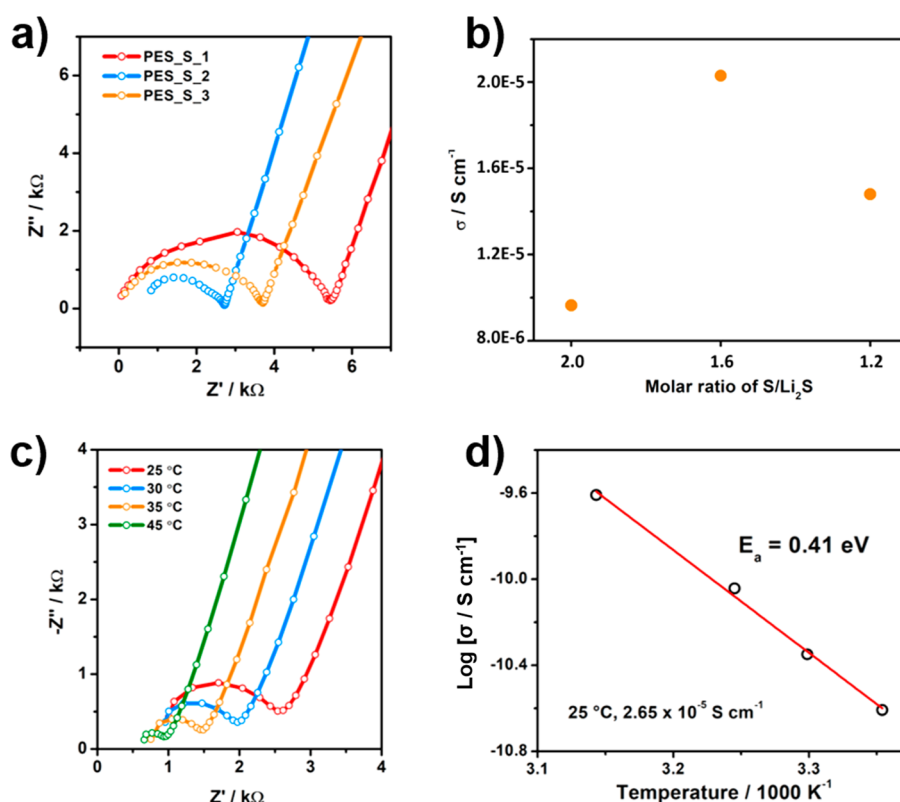 a)
PES_S_1
PES_S_2
PES_S_3
Z'' / kΩ
6
4
2
0
0 2 4 6
Z' / kΩ
b)
σ / S cm⁻¹
2.0E-5
1.6E-5
1.2E-5
8.0E-6
2.0 1.6 1.2
Molar ratio of S/Li₂S
c)
25 °C
30 °C
35 °C
45 °C
-Z'' / kΩ
4
3
2
1
0
0 1 2 3 4
Z' / kΩ
d)
Log [σ / S cm⁻¹]
-9.6
-10.0
-10.4
-10.8
Eₐ = 0.41 eV
25 °C, 2.65 x 10⁻⁵ S cm⁻¹
3.1 3.2 3.3
Temperature / 1000 K⁻¹